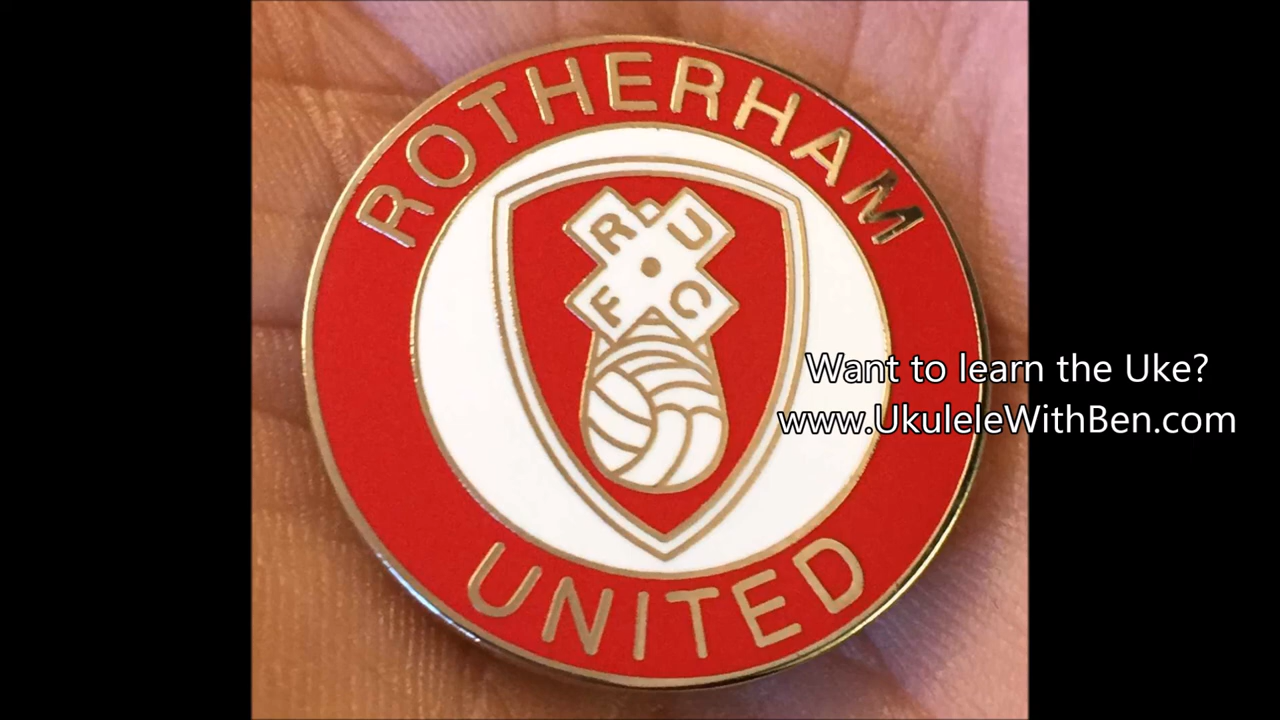 ROTHERHAM
R U
F C
UNITED
Want to learn the Uke?
www.UkuleleWithBen.com